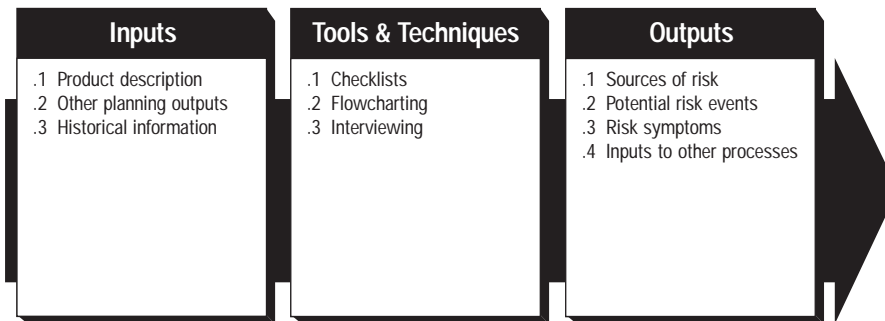 Inputs
.1 Product description
.2 Other planning outputs
.3 Historical information
Tools & Techniques
.1 Checklists
.2 Flowcharting
.3 Interviewing
Outputs
.1 Sources of risk
.2 Potential risk events
.3 Risk symptoms
.4 Inputs to other processes